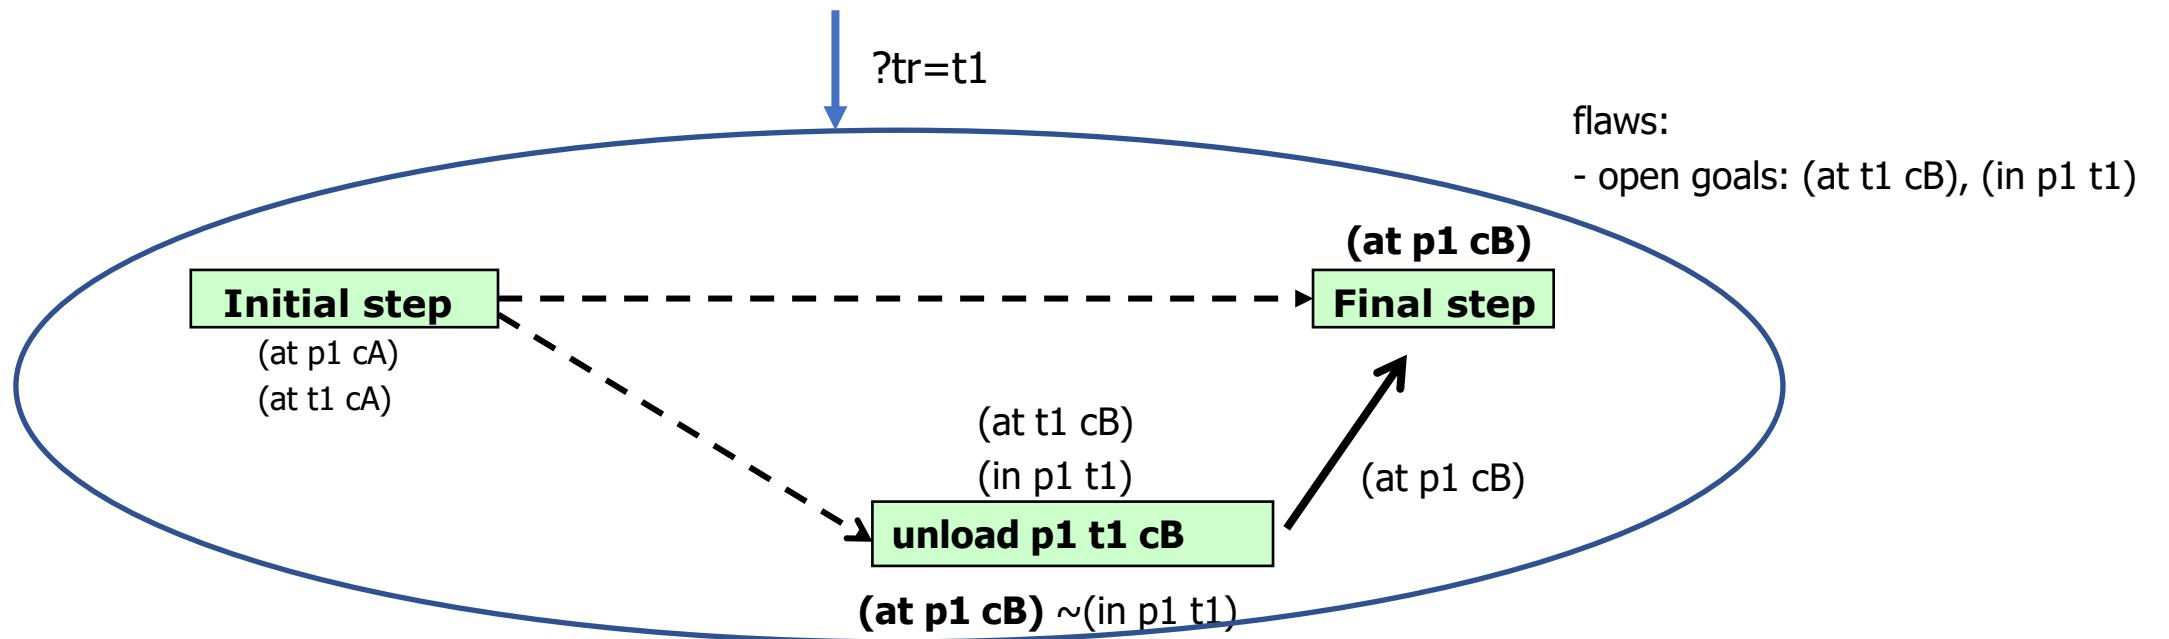 ?tr=t1
flaws:
- open goals: (at t1 cB), (in p1 t1)
(at p1 cB)
Initial step
Final step
(at p1 cA)
(at t1 cA)
(at t1 cB)
(in p1 t1)
(at p1 cB)
unload p1 t1 cB
(at p1 cB) ~(in p1 t1)